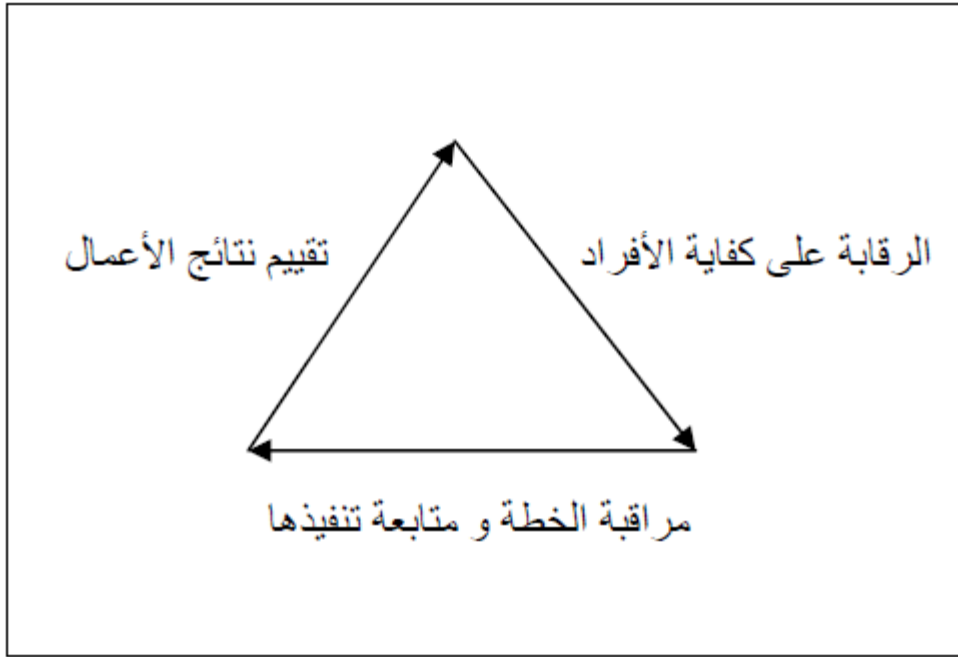 الرقابة على كفاية الأفراد
تقييم نتائج الأعمال
مراقبة الخطة و متابعة تنفيذها